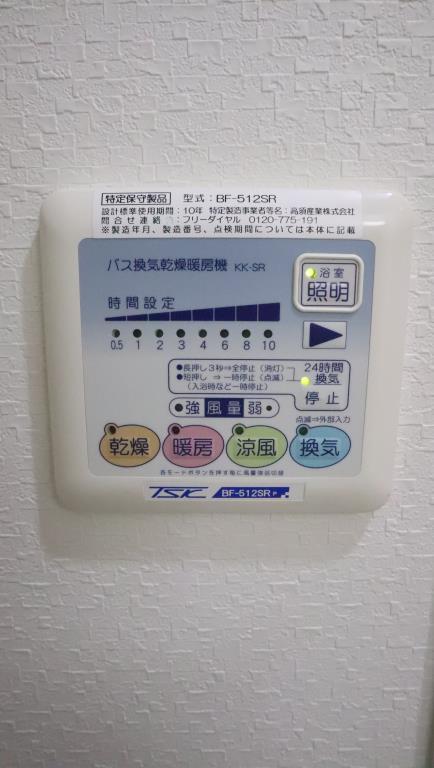 特定保守製品 型式：BF-512SR
設計標準使用期間：10年 特定製造事業者等名：高須産業株式会社
問合せ連絡 フリーダイヤル 0120-775-191
※製造年月、製造番号、点検期間については本体に記載
バス換気乾燥暖房機 KK-SR
浴室
照明
時間設定
0.5 1 2 3 4 6 8 10
●長押し3秒⇒全停止（消灯）
●短押し ⇒一時停止（点滅）
（入浴時など一時停止）
24時間
換気
停止
●強風量弱●
点滅⇒外部入力
乾燥 暖房 涼風 換気
各モードボタンを押す毎に風量強弱切替
TSK BF-512SR P